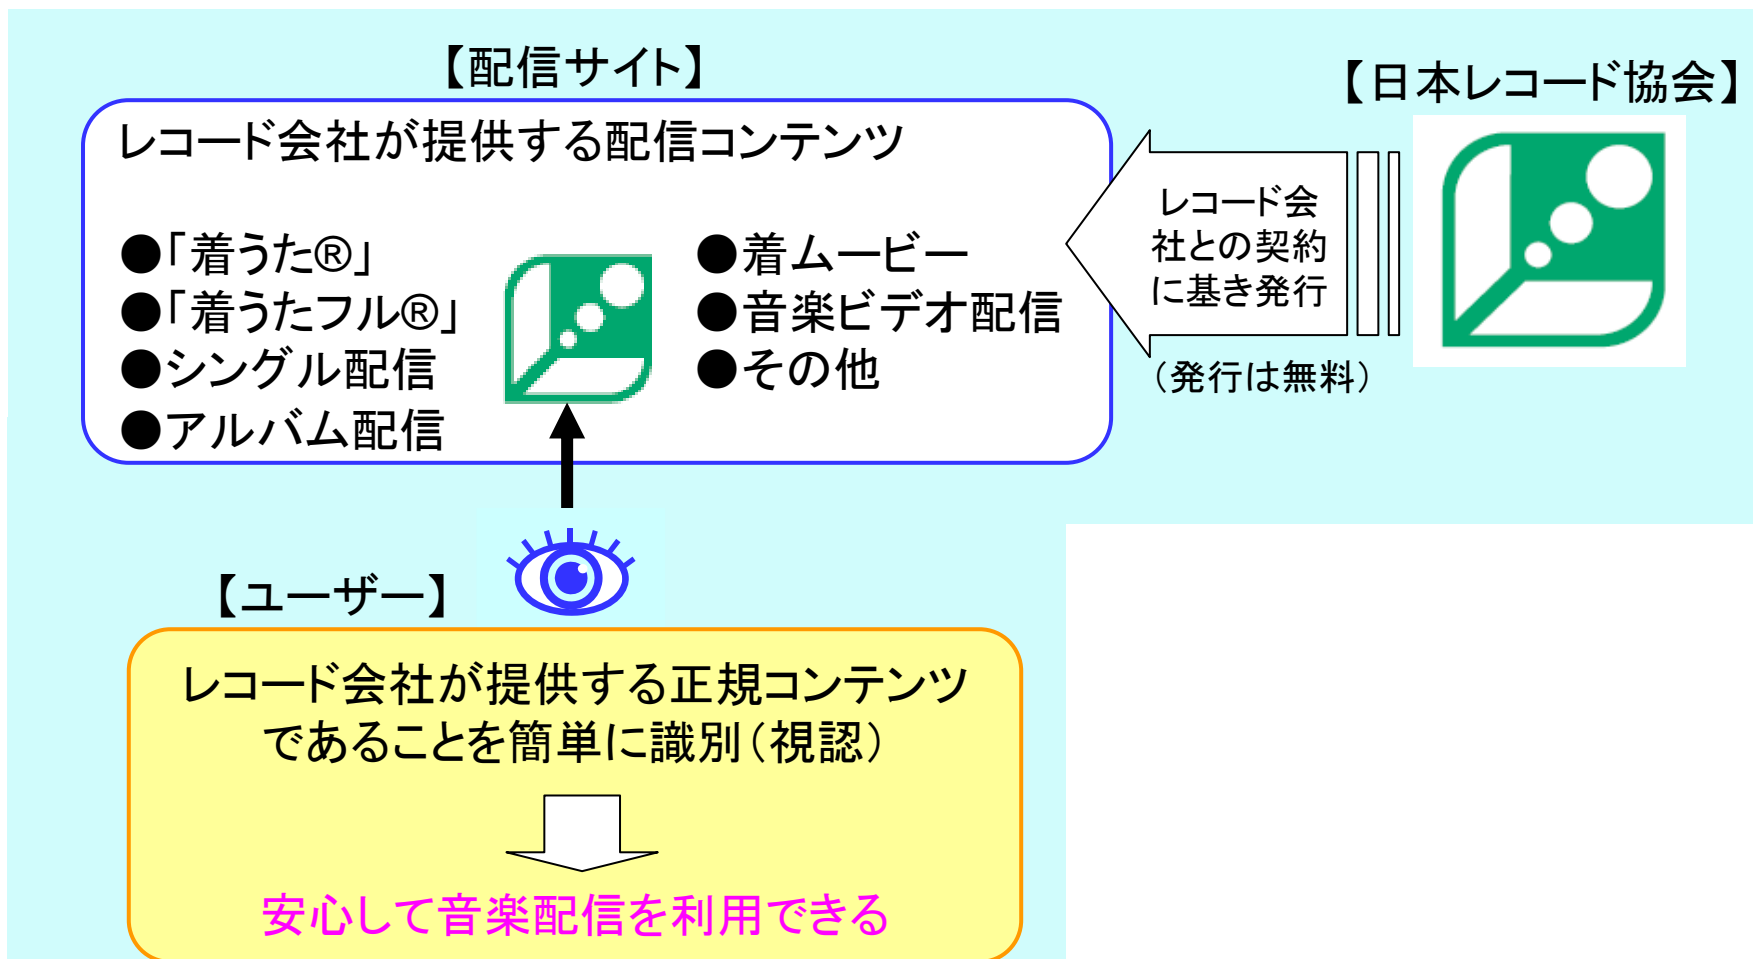 【配信サイト】
【日本レコード協会】
レコード会社が提供する配信コンテンツ
●「着うた®」
●「着うたフル®」
●シングル配信
●アルバム配信
●着ムービー
●音楽ビデオ配信
●その他
レコード会
社との契約
に基き発行
（発行は無料）
【ユーザー】
レコード会社が提供する正規コンテンツ
であることを簡単に識別（視認）
安心して音楽配信を利用できる